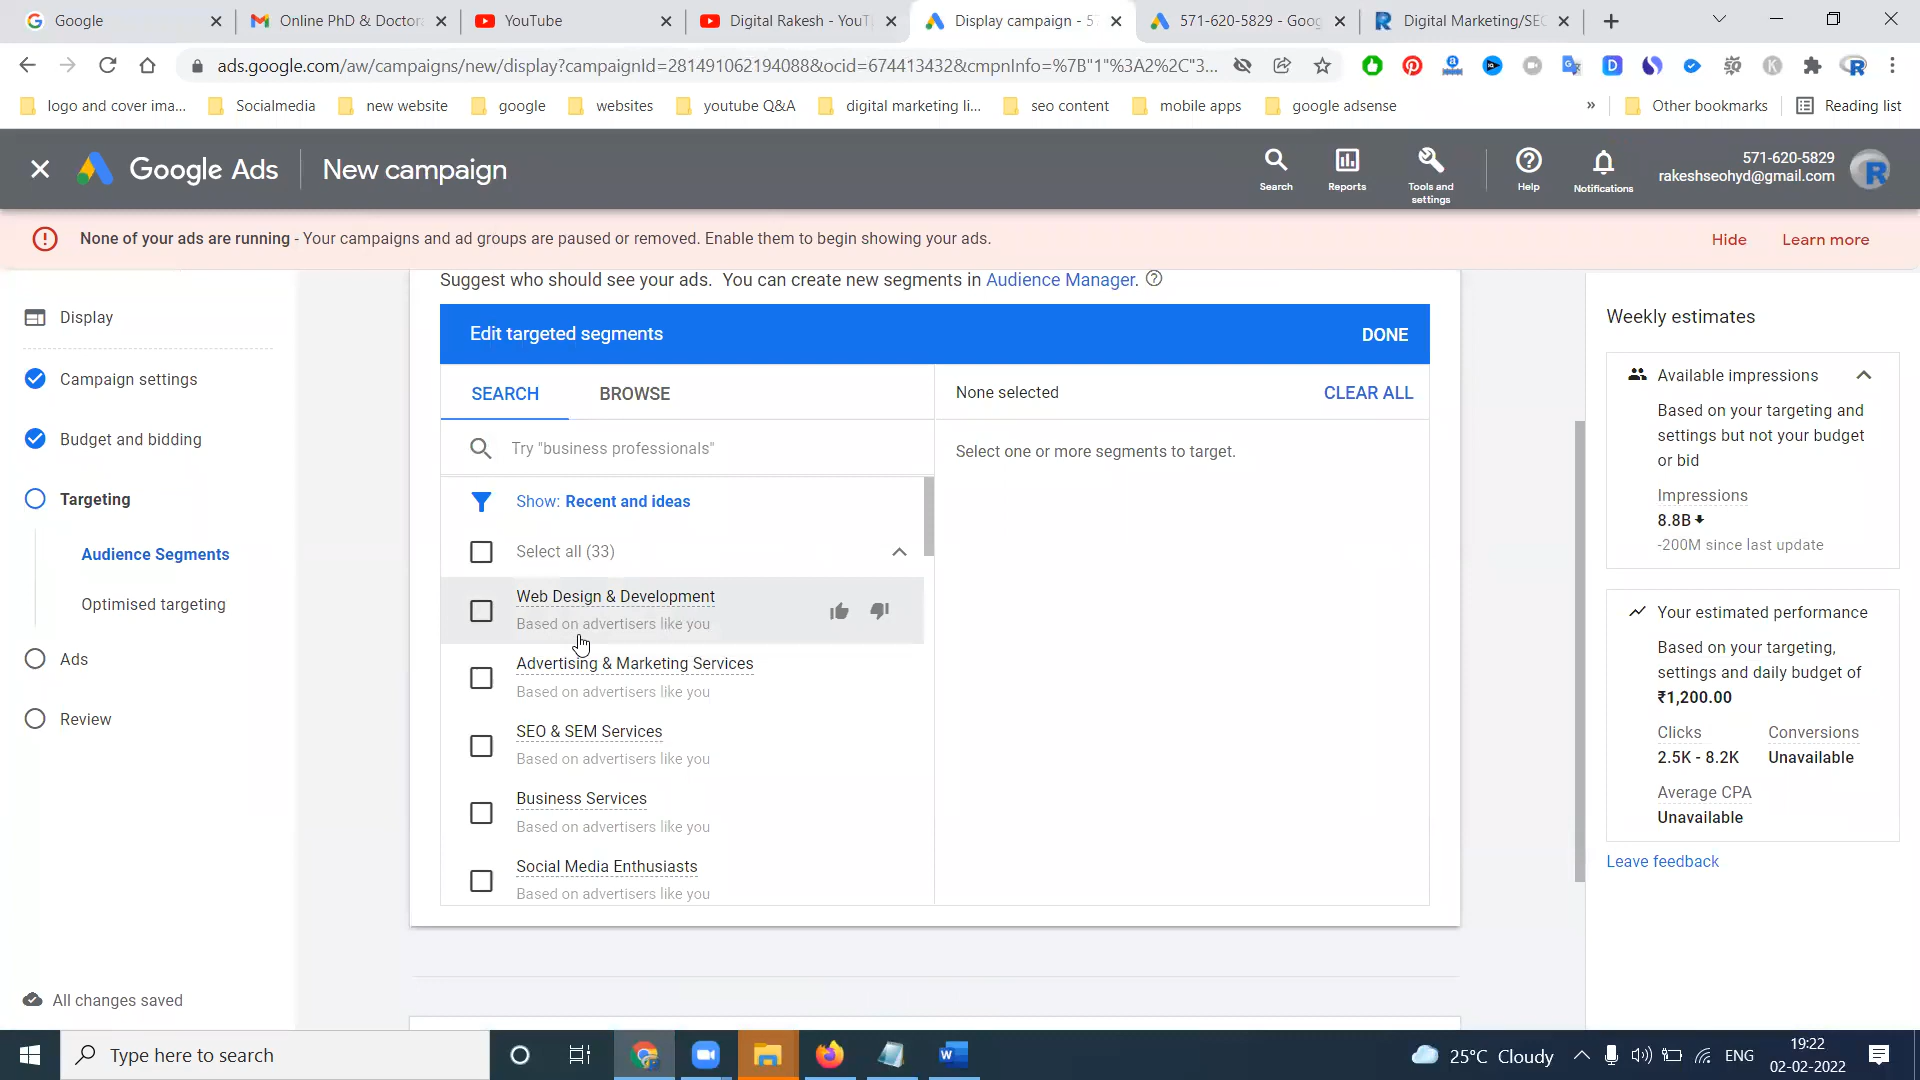 Google
Online PhD & Doctor
YouTube
Digital Rakesh - YouT
Display campaign - 57
571-620-5829 - Goog
Digital Marketing/SEO
ads.google.com/aw/campaigns/new/display?campaignId=281491062194088&ocid=674413432&cmpnInfo=%7B"1"%3A2%2C"3...
logo and cover ima...
Socialmedia
new website
google
websites
youtube Q&A
digital marketing li...
seo content
mobile apps
google adsense
»
Other bookmarks
Reading list
Google Ads
New campaign
Search
Reports
Tools and
settings
Help
Notifications
571-620-5829
rakeshseohyd@gmail.com
None of your ads are running - Your campaigns and ad groups are paused or removed. Enable them to begin showing your ads.
Hide
Learn more
Display
Campaign settings
Budget and bidding
Targeting
Audience Segments
Optimised targeting
Ads
Review
All changes saved
Suggest who should see your ads. You can create new segments in Audience Manager.
Edit targeted segments
DONE
SEARCH
BROWSE
None selected
CLEAR ALL
Try "business professionals"
Select one or more segments to target.
Show: Recent and ideas
Select all (33)
Web Design & Development
Based on advertisers like you
Advertising & Marketing Services
Based on advertisers like you
SEO & SEM Services
Based on advertisers like you
Business Services
Based on advertisers like you
Social Media Enthusiasts
Based on advertisers like you
Weekly estimates
Available impressions
Based on your targeting and
settings but not your budget
or bid
Impressions
8.8B
-200M since last update
Your estimated performance
Based on your targeting,
settings and daily budget of
₹1,200.00
Clicks
Conversions
2.5K - 8.2K
Unavailable
Average CPA
Unavailable
Leave feedback
Type here to search
25°C Cloudy
ENG
19:22
02-02-2022